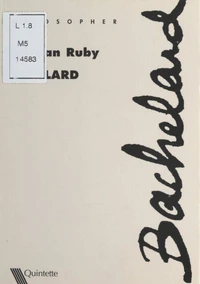 OSOPHER
L 1.8
M5
14583
an Ruby
LARD
Bachelard
Quintette